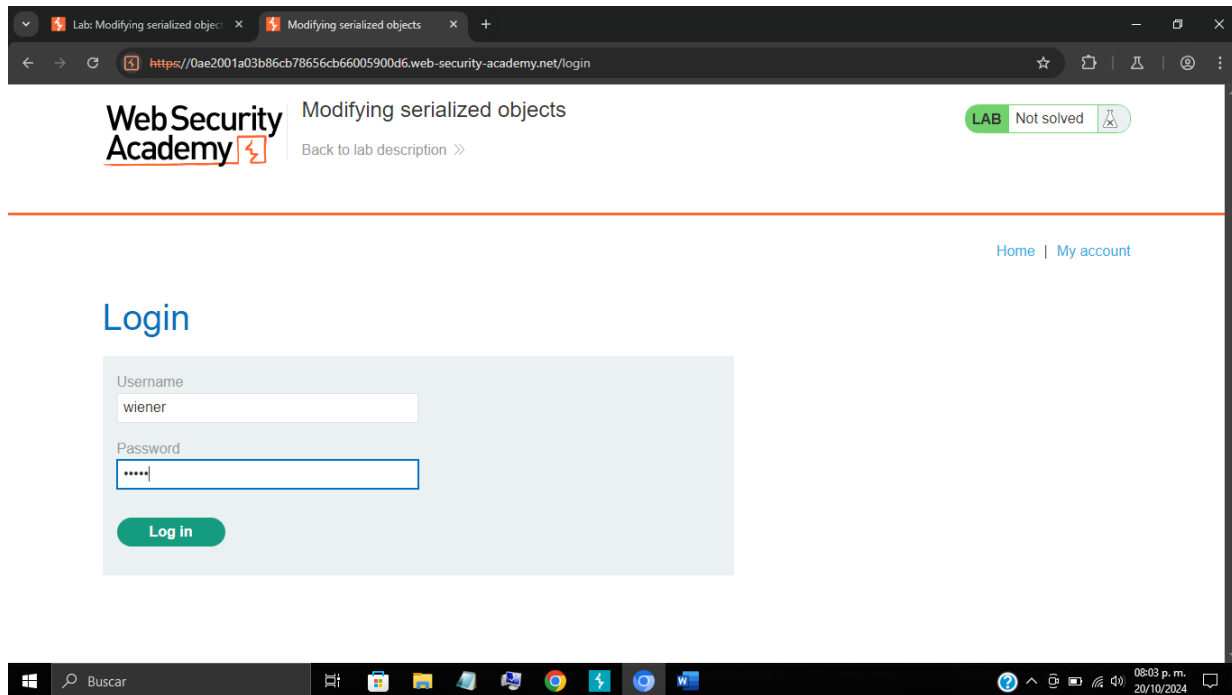 Lab: Modifying serialized objec
Modifying serialized objects
https://0ae2001a03b86cb78656cb66005900d6.web-security-academy.net/login
Web Security
Academy
Modifying serialized objects
Back to lab description
LAB Not solved
Home | My account
Login
Username
wiener
Password
•••••
Log in
Buscar
08:03 p. m.
20/10/2024